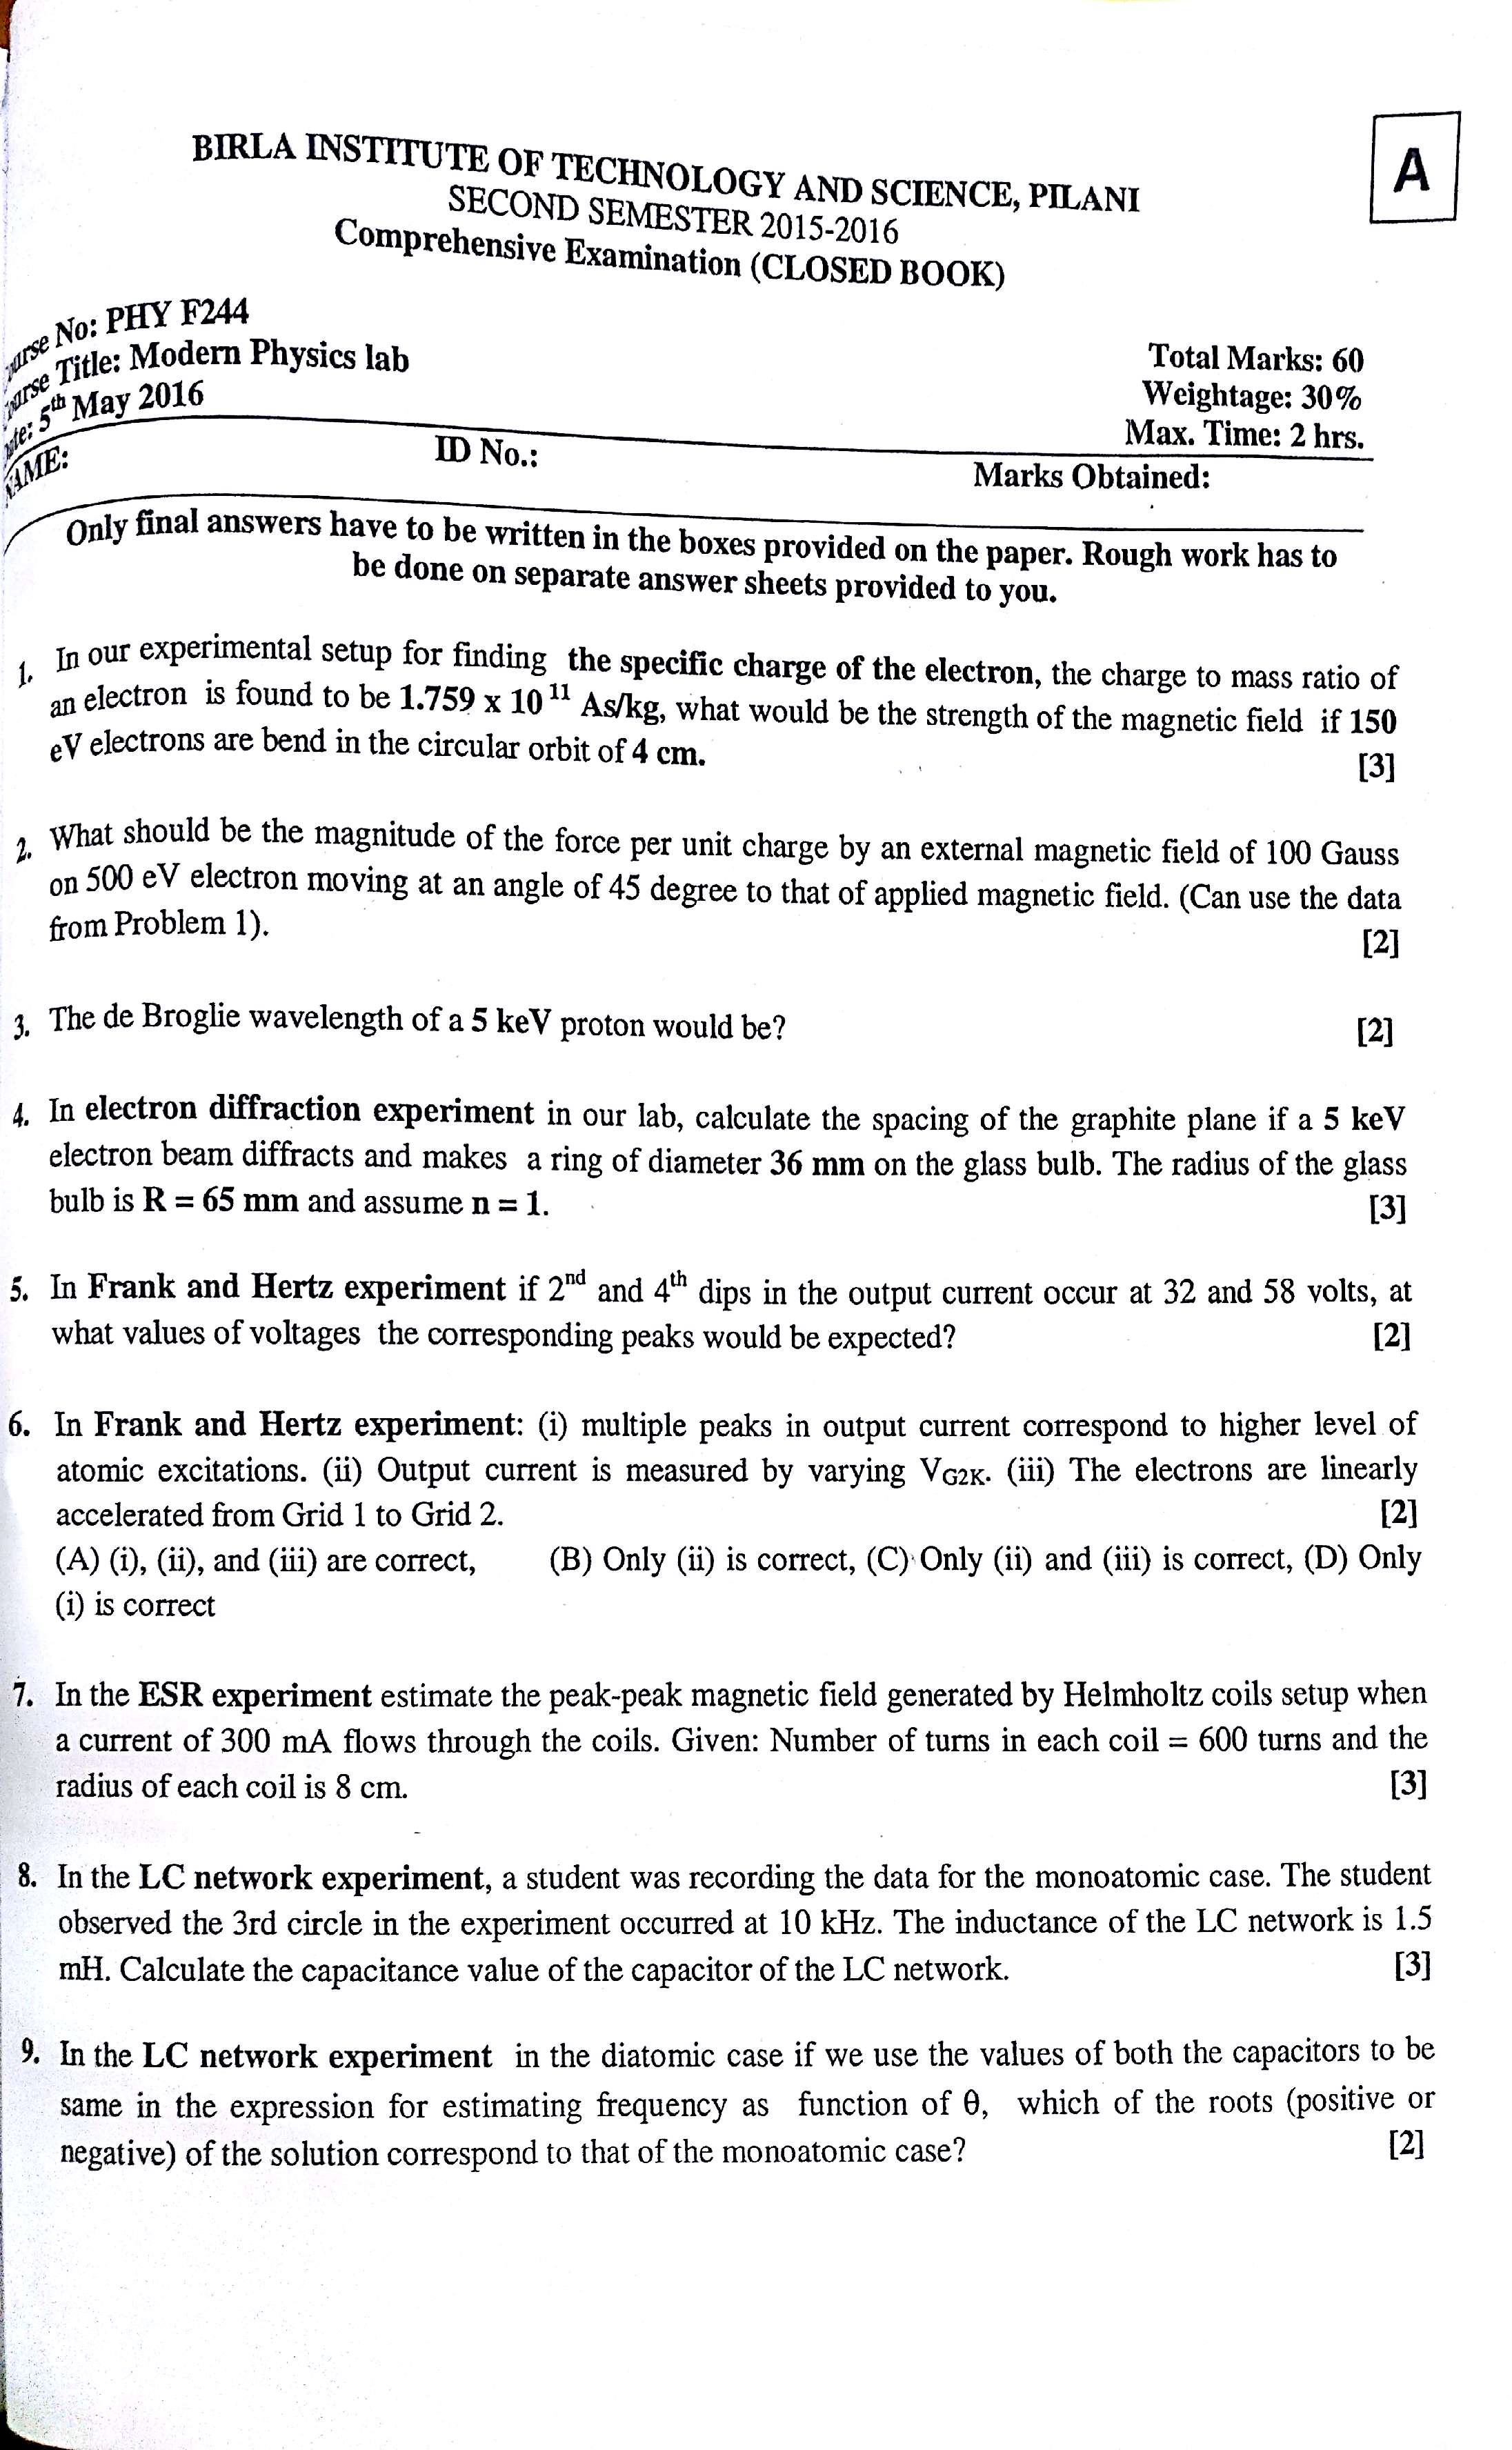 A
BIRLA INSTITUTE OF TECHNOLOGY AND SCIENCE, PILANI
SECOND SEMESTER 2015-2016
Comprehensive Examination (CLOSED BOOK)
urse No: PHY F244
urse Title: Modern Physics lab
Total Marks: 60
te: 5th May 2016
Weightage: 30%
Max. Time: 2 hrs.
NAME: ID No.: Marks Obtained:
Only final answers have to be written in the boxes provided on the paper. Rough work has to
be done on separate answer sheets provided to you.
1. In our experimental setup for finding the specific charge of the electron, the charge to mass ratio of
an electron is found to be 1.759 x 10 11 As/kg, what would be the strength of the magnetic field if 150
eV electrons are bend in the circular orbit of 4 cm.
[3]
2. What should be the magnitude of the force per unit charge by an external magnetic field of 100 Gauss
on 500 eV electron moving at an angle of 45 degree to that of applied magnetic field. (Can use the data
from Problem 1).
[2]
3. The de Broglie wavelength of a 5 keV proton would be? [2]
4. In electron diffraction experiment in our lab, calculate the spacing of the graphite plane if a 5 keV
electron beam diffracts and makes a ring of diameter 36 mm on the glass bulb. The radius of the glass
bulb is R = 65 mm and assume n = 1. [3]
5. In Frank and Hertz experiment if 2nd and 4th dips in the output current occur at 32 and 58 volts, at
what values of voltages the corresponding peaks would be expected? [2]
6. In Frank and Hertz experiment: (i) multiple peaks in output current correspond to higher level of
atomic excitations. (ii) Output current is measured by varying VG2K. (iii) The electrons are linearly
accelerated from Grid 1 to Grid 2. [2]
(A) (i), (ii), and (iii) are correct, (B) Only (ii) is correct, (C) Only (ii) and (iii) is correct, (D) Only
(i) is correct
7. In the ESR experiment estimate the peak-peak magnetic field generated by Helmholtz coils setup when
a current of 300 mA flows through the coils. Given: Number of turns in each coil = 600 turns and the
radius of each coil is 8 cm. [3]
8. In the LC network experiment, a student was recording the data for the monoatomic case. The student
observed the 3rd circle in the experiment occurred at 10 kHz. The inductance of the LC network is 1.5
mH. Calculate the capacitance value of the capacitor of the LC network. [3]
9. In the LC network experiment in the diatomic case if we use the values of both the capacitors to be
same in the expression for estimating frequency as function of θ, which of the roots (positive or
negative) of the solution correspond to that of the monoatomic case? [2]